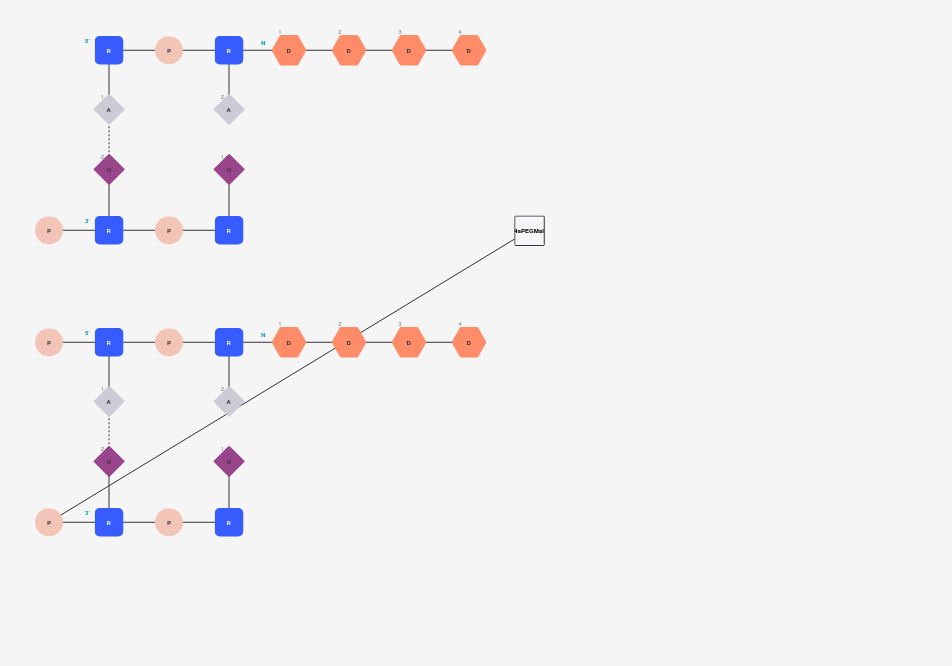 1 2 3 4
5' R P R N D D D D
1 A 2 A
2 U 1 U
3'
P R P R
4aPEGMal
1 2 3 4
5' N
P R P R D D D D
1 A 2 A
2 U 1 U
3'
P R P R